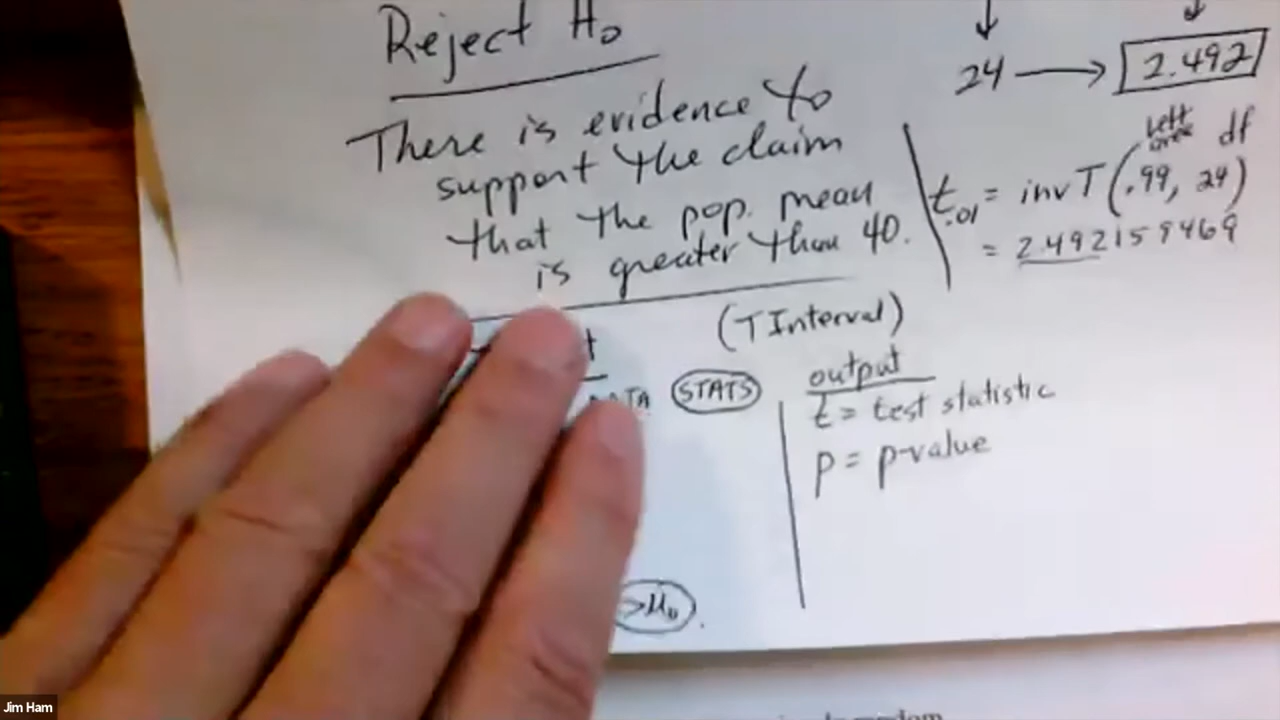 Reject H₀
There is evidence to
support the claim
that the pop. mean
is greater than 40.
24 → 2.492
left area df
t.01 = invT(.99, 24)
= 2.492159469
(TInterval)
STATS
output
t = test statistic
p = p-value
>μ₀
Jim Ham